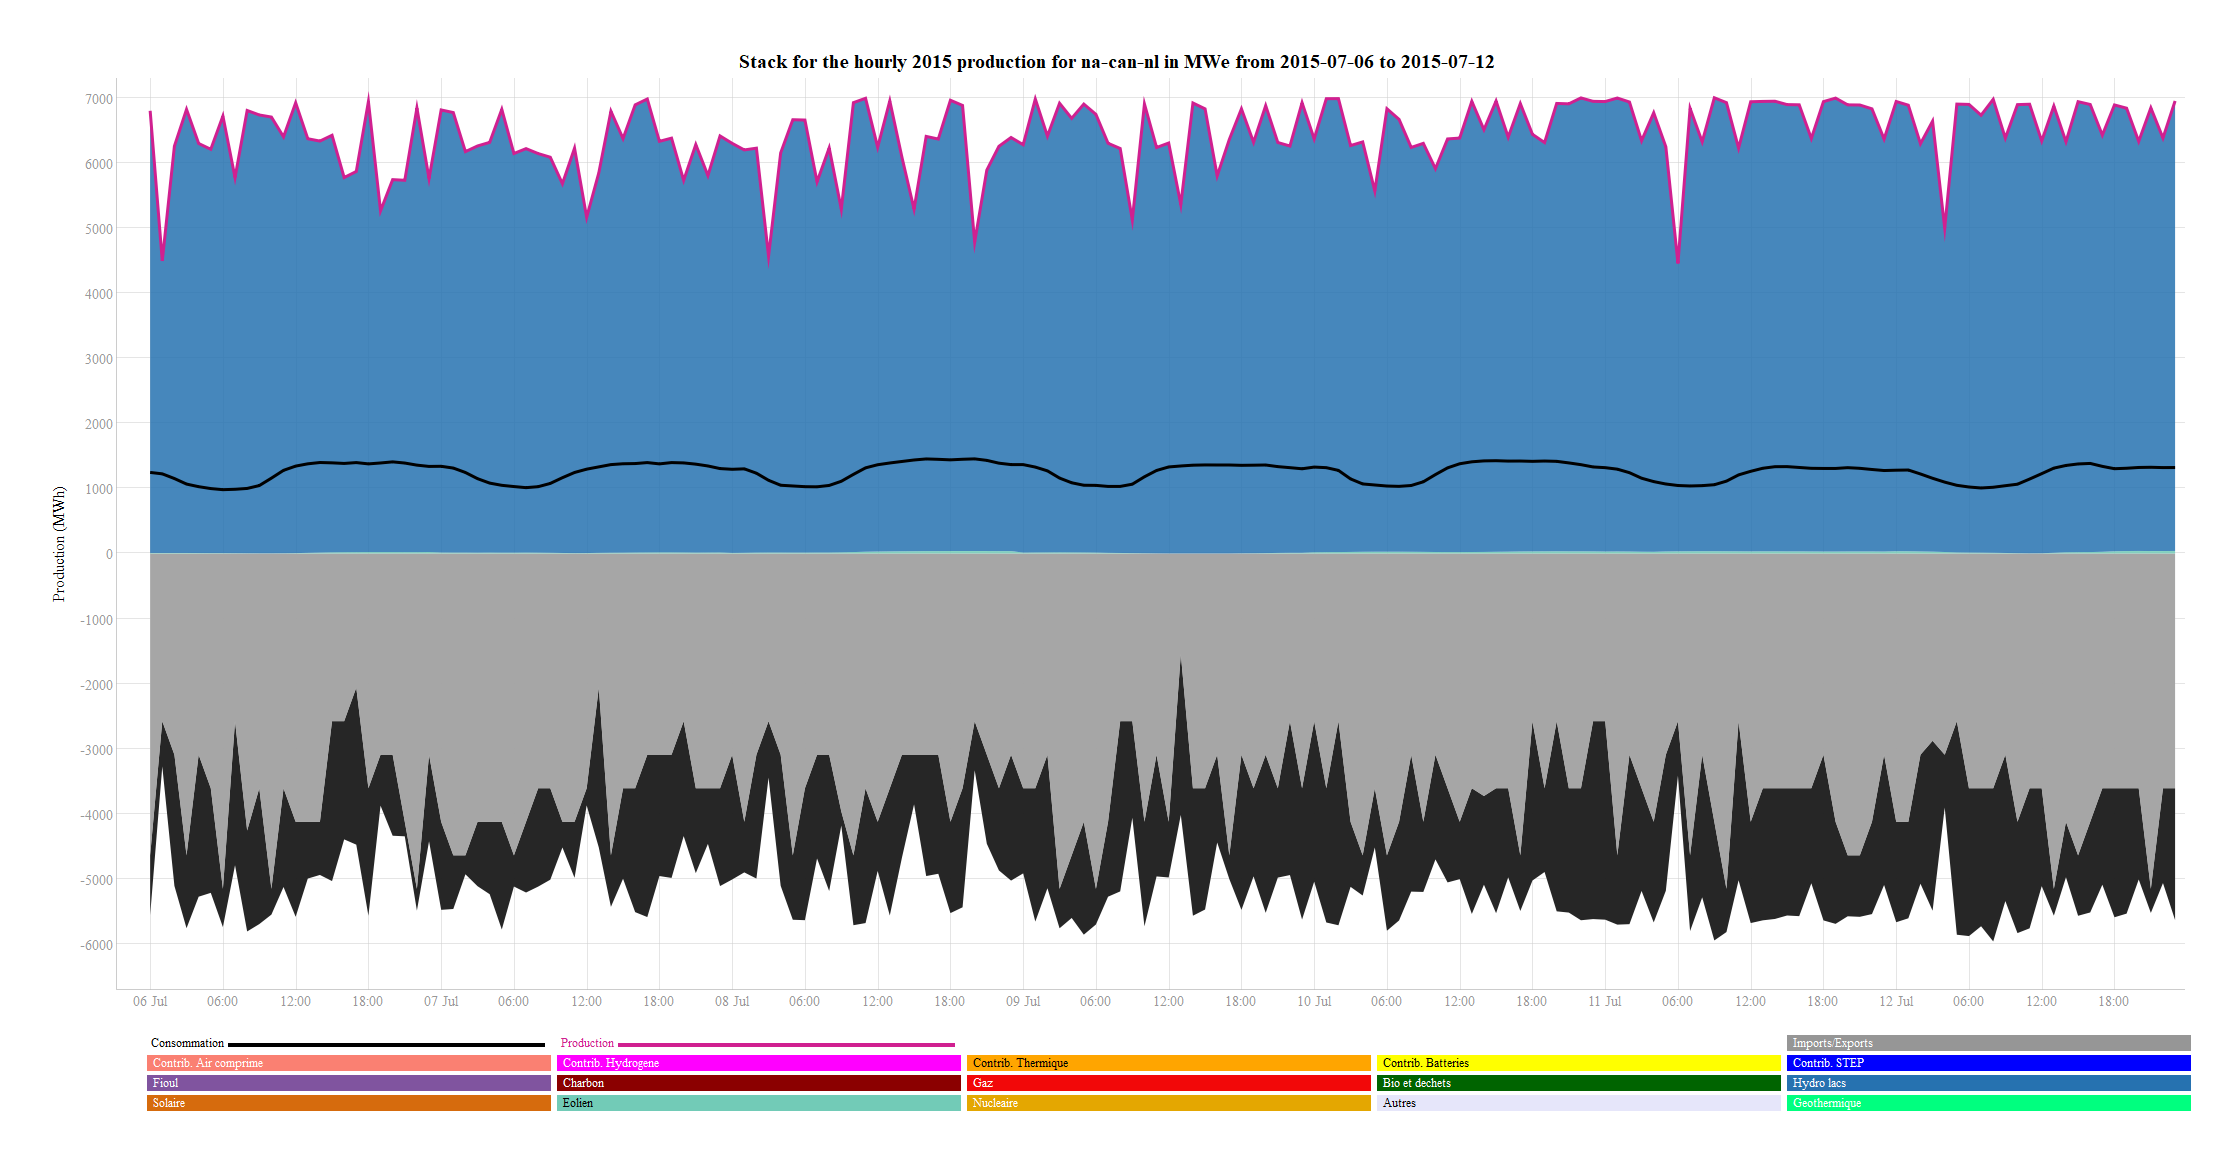 Stack for the hourly 2015 production for na-can-nl in MWe from 2015-07-06 to 2015-07-12
Production (MWh)
7000
6000
5000
4000
3000
2000
1000
0
-1000
-2000
-3000
-4000
-5000
-6000
06 Jul 06:00 12:00 18:00 07 Jul 06:00 12:00 18:00 08 Jul 06:00 12:00 18:00 09 Jul 06:00 12:00 18:00 10 Jul 06:00 12:00 18:00 11 Jul 06:00 12:00 18:00 12 Jul 06:00 12:00 18:00
Consommation Production Imports/Exports
Contrib. Air comprime Contrib. Hydrogene Contrib. Thermique Contrib. Batteries Contrib. STEP
Fioul Charbon Gaz Bio et dechets Hydro lacs
Solaire Eolien Nucleaire Autres Geothermique